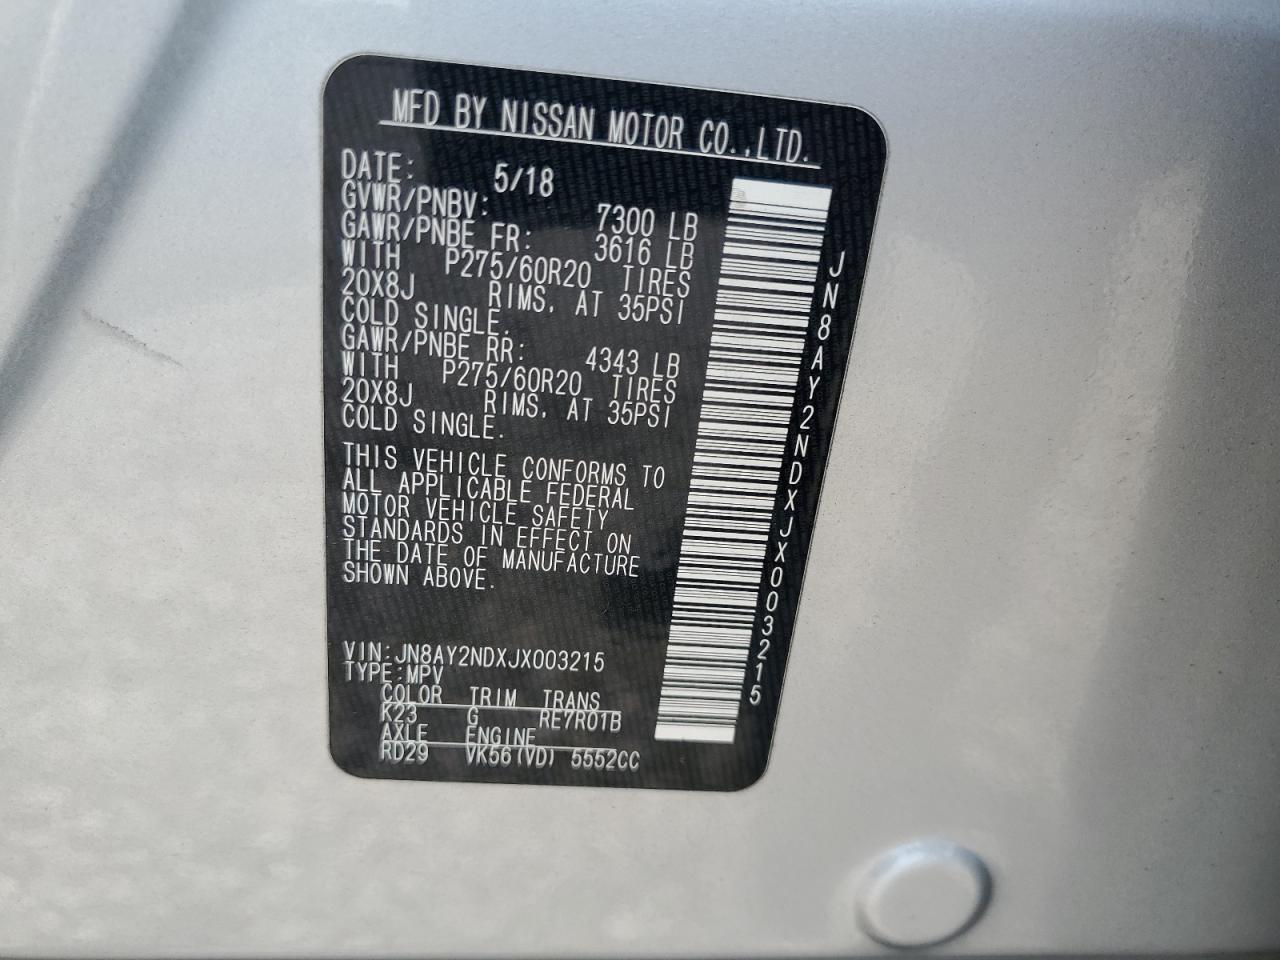 MFD BY NISSAN MOTOR CO.,LTD.
DATE: 5/18
GVWR/PNBV: 7300 LB
GAWR/PNBE FR: 3616 LB
WITH P275/60R20 TIRES
20X8J RIMS, AT 35PSI
COLD SINGLE.
GAWR/PNBE RR: 4343 LB
WITH P275/60R20 TIRES
20X8J RIMS, AT 35PSI
COLD SINGLE.
THIS VEHICLE CONFORMS TO
ALL APPLICABLE FEDERAL
MOTOR VEHICLE SAFETY
STANDARDS IN EFFECT ON
THE DATE OF MANUFACTURE
SHOWN ABOVE.
VIN:JN8AY2NDXJX003215
TYPE:MPV
COLOR TRIM TRANS
K23 G RE7R01B
AXLE ENGINE
RD29 VK56(VD) 5552CC
JN8AY2NDXJX003215